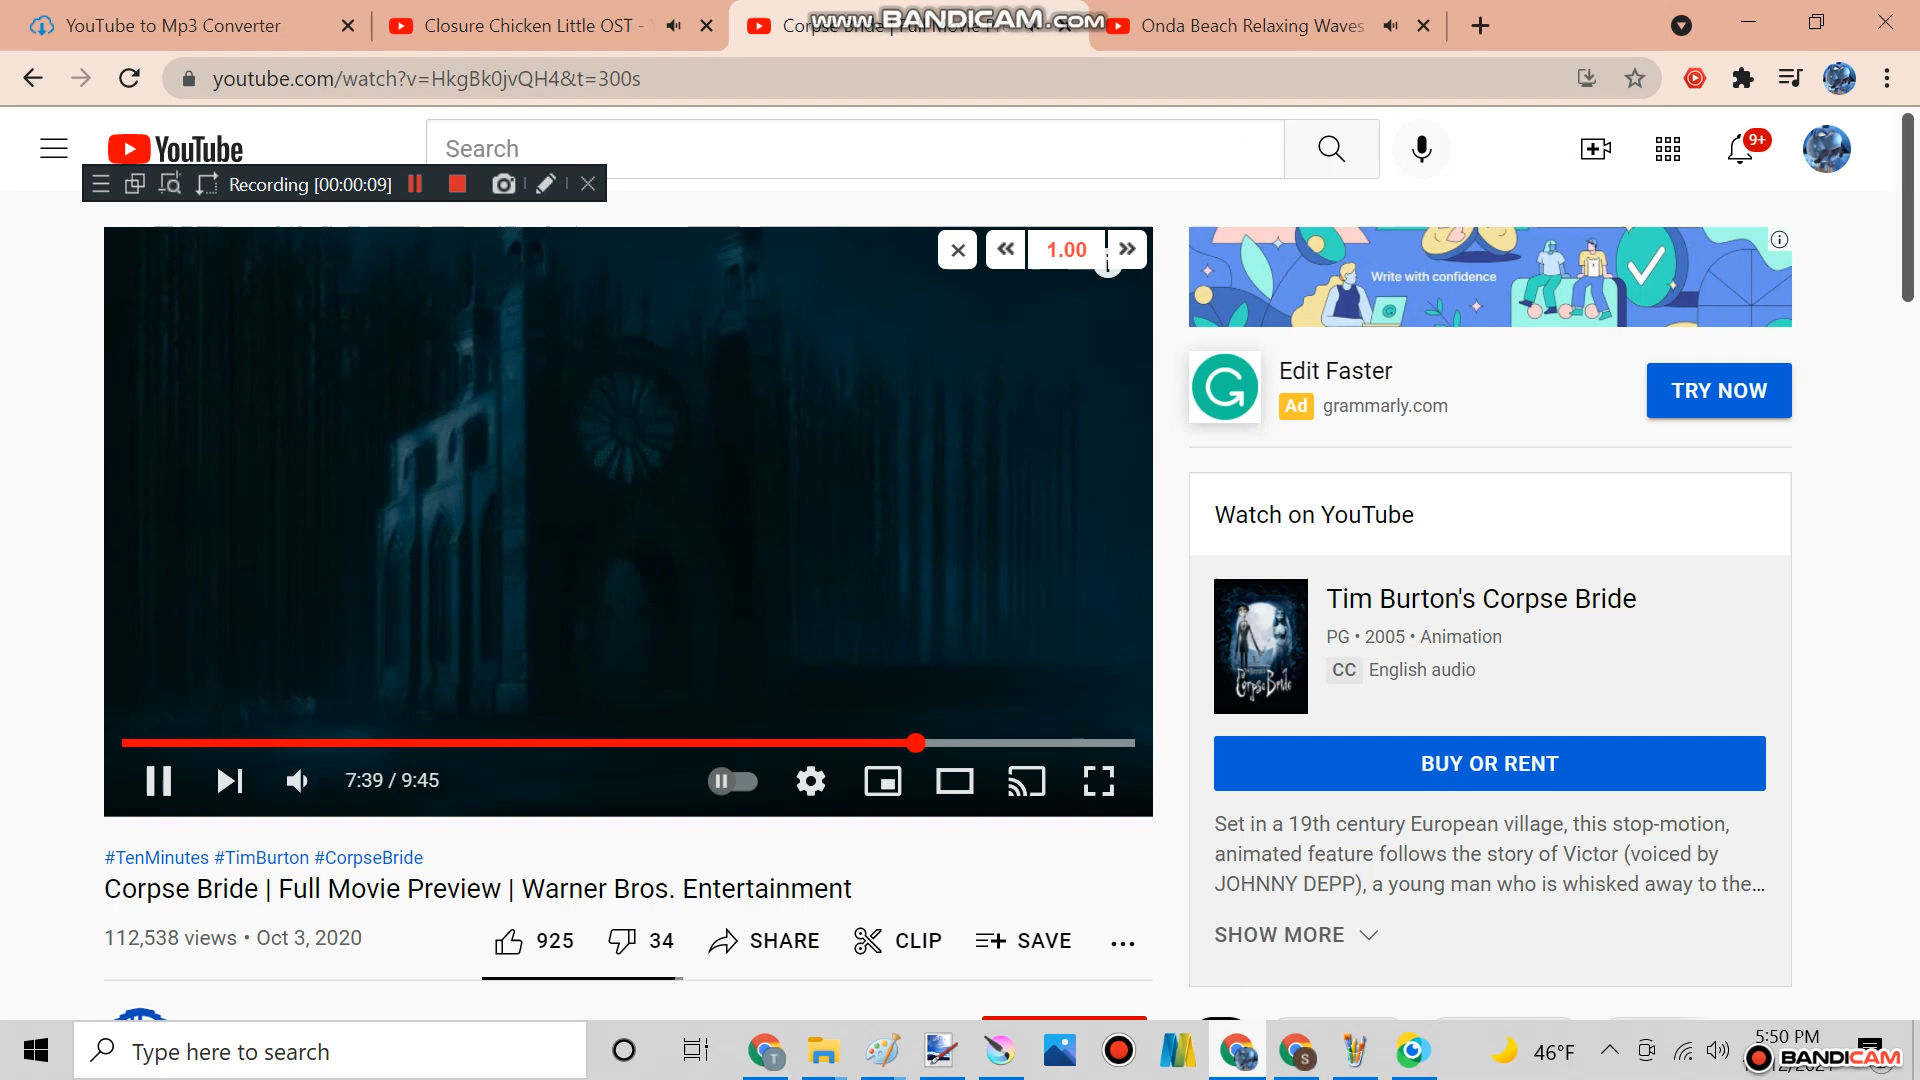 YouTube to Mp3 Converter
Closure Chicken Little OST -
www.BANDICAM.com
Onda Beach Relaxing Waves
youtube.com/watch?v=HkgBk0jvQH4&t=300s
YouTube
Search
9+
Recording [00:00:09]
1.00
Write with confidence
Edit Faster
Ad grammarly.com
TRY NOW
Watch on YouTube
Tim Burton's Corpse Bride
PG • 2005 • Animation
CC English audio
Corpse Bride
BUY OR RENT
Set in a 19th century European village, this stop-motion,
animated feature follows the story of Victor (voiced by
JOHNNY DEPP), a young man who is whisked away to the...
SHOW MORE
7:39 / 9:45
#TenMinutes #TimBurton #CorpseBride
Corpse Bride | Full Movie Preview | Warner Bros. Entertainment
112,538 views • Oct 3, 2020
925
34
SHARE
CLIP
SAVE
Type here to search
46°F
5:50 PM
BANDICAM